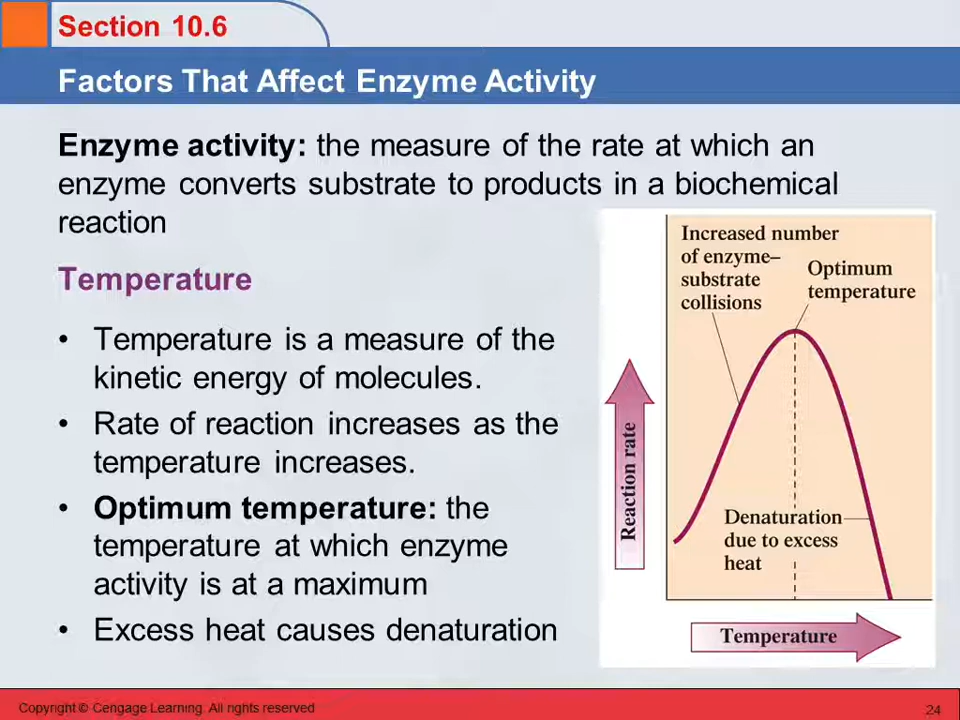 Section 10.6
Factors That Affect Enzyme Activity
Enzyme activity: the measure of the rate at which an
enzyme converts substrate to products in a biochemical
reaction
Temperature
• Temperature is a measure of the
kinetic energy of molecules.
• Rate of reaction increases as the
temperature increases.
• Optimum temperature: the
temperature at which enzyme
activity is at a maximum
• Excess heat causes denaturation
Increased number
of enzyme–
substrate
collisions
Optimum
temperature
Reaction rate
Denaturation
due to excess
heat
Temperature
Copyright © Cengage Learning. All rights reserved
24